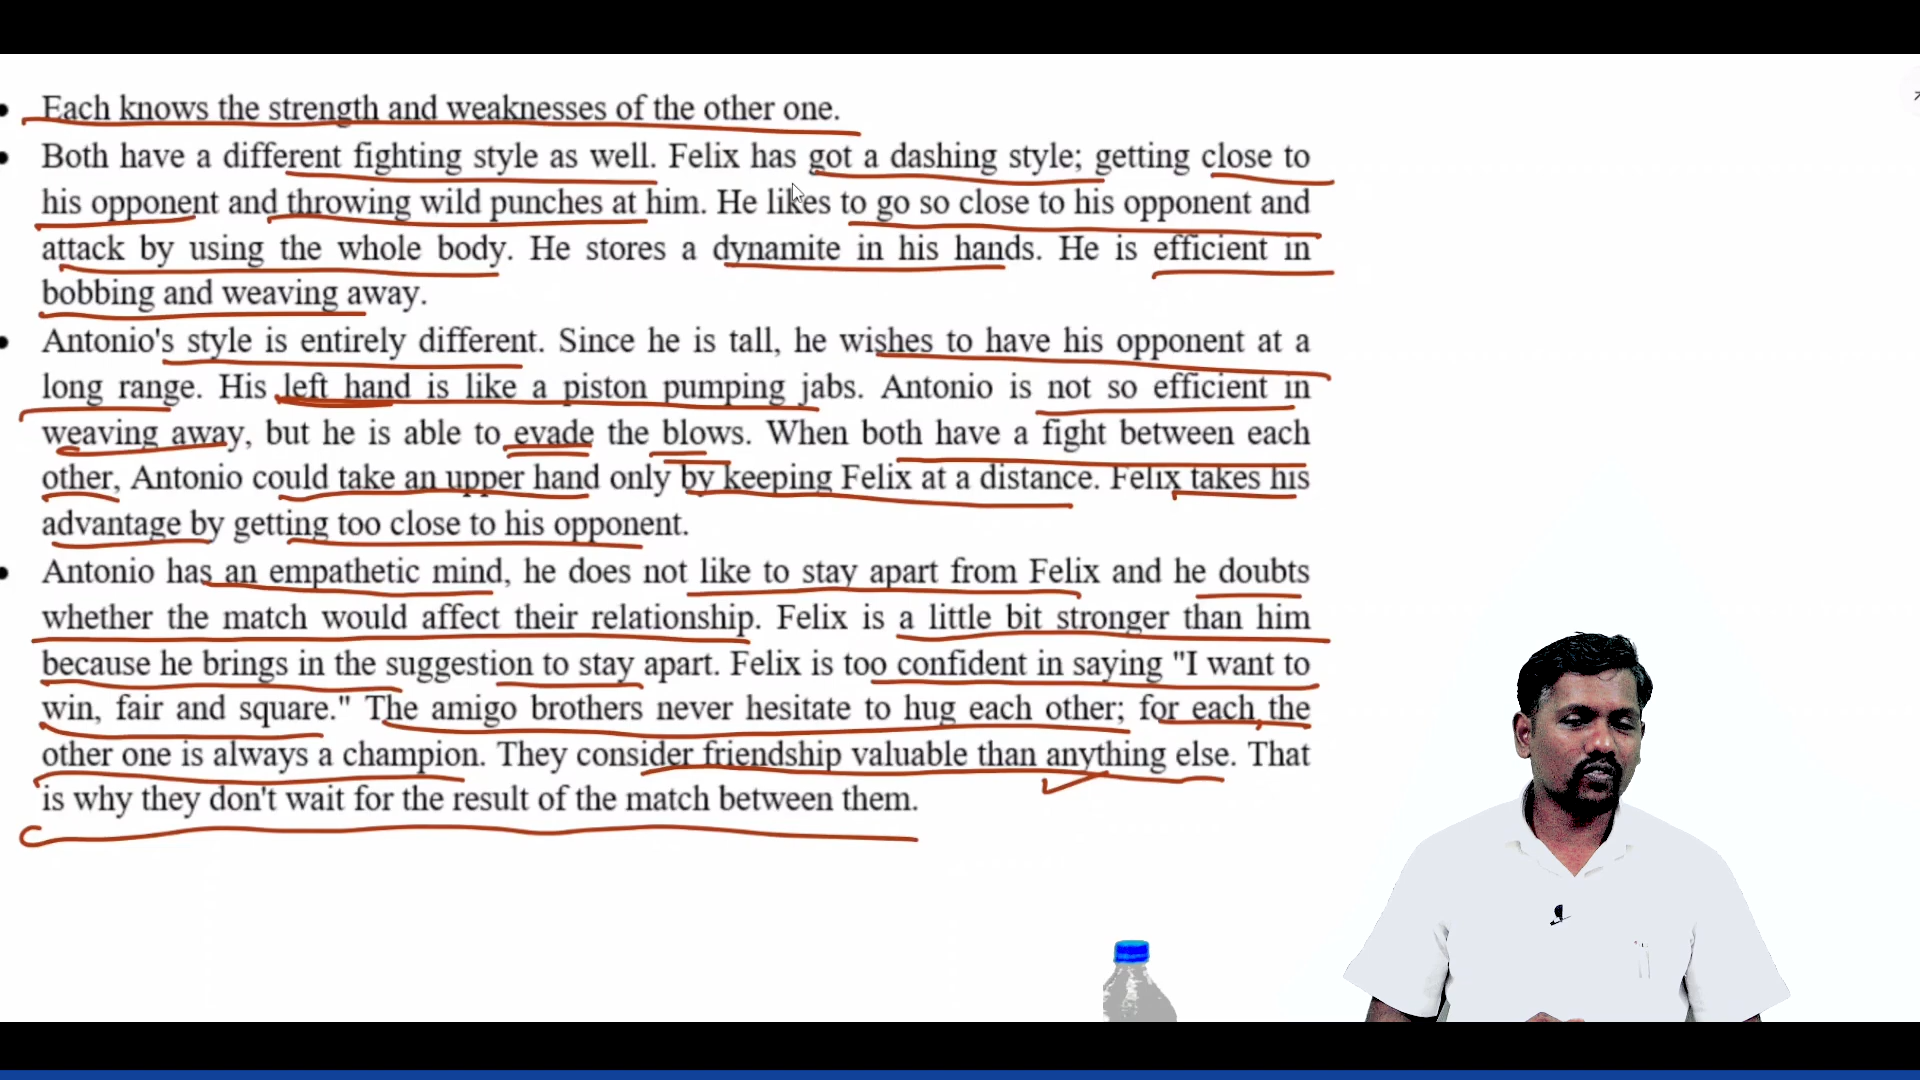 • Each knows the strength and weaknesses of the other one.
• Both have a different fighting style as well. Felix has got a dashing style; getting close to
his opponent and throwing wild punches at him. He likes to go so close to his opponent and
attack by using the whole body. He stores a dynamite in his hands. He is efficient in
bobbing and weaving away.
• Antonio's style is entirely different. Since he is tall, he wishes to have his opponent at a
long range. His left hand is like a piston pumping jabs. Antonio is not so efficient in
weaving away, but he is able to evade the blows. When both have a fight between each
other, Antonio could take an upper hand only by keeping Felix at a distance. Felix takes his
advantage by getting too close to his opponent.
• Antonio has an empathetic mind, he does not like to stay apart from Felix and he doubts
whether the match would affect their relationship. Felix is a little bit stronger than him
because he brings in the suggestion to stay apart. Felix is too confident in saying "I want to
win, fair and square." The amigo brothers never hesitate to hug each other; for each the
other one is always a champion. They consider friendship valuable than anything else. That
is why they don't wait for the result of the match between them.